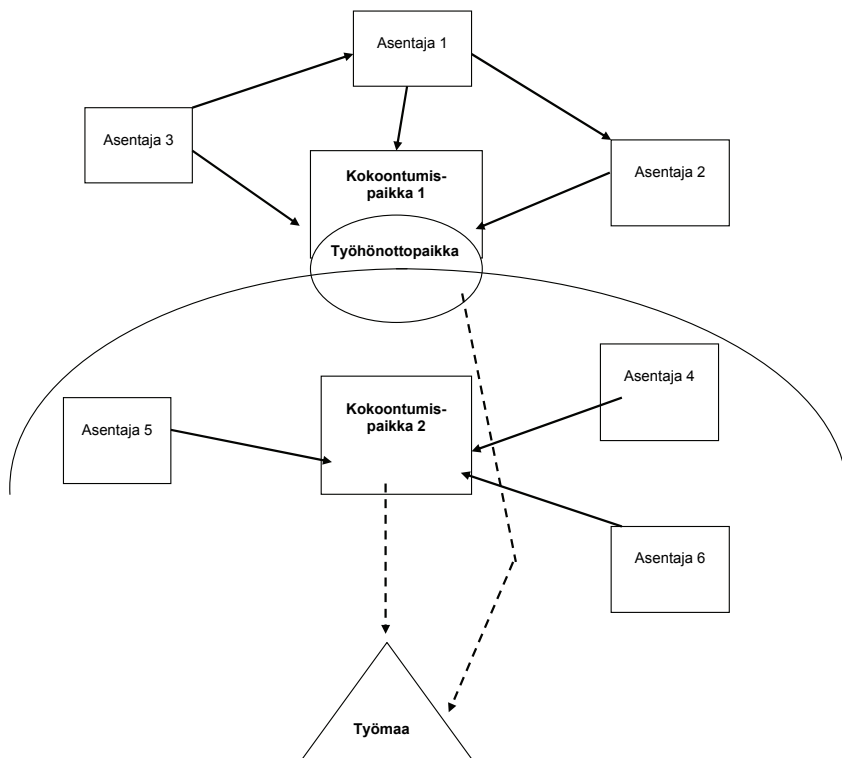 Asentaja 1
Asentaja 3
Asentaja 2
Kokoontumis-
paikka 1
Työhönottopaikka
Asentaja 4
Kokoontumis-
paikka 2
Asentaja 5
Asentaja 6
Työmaa